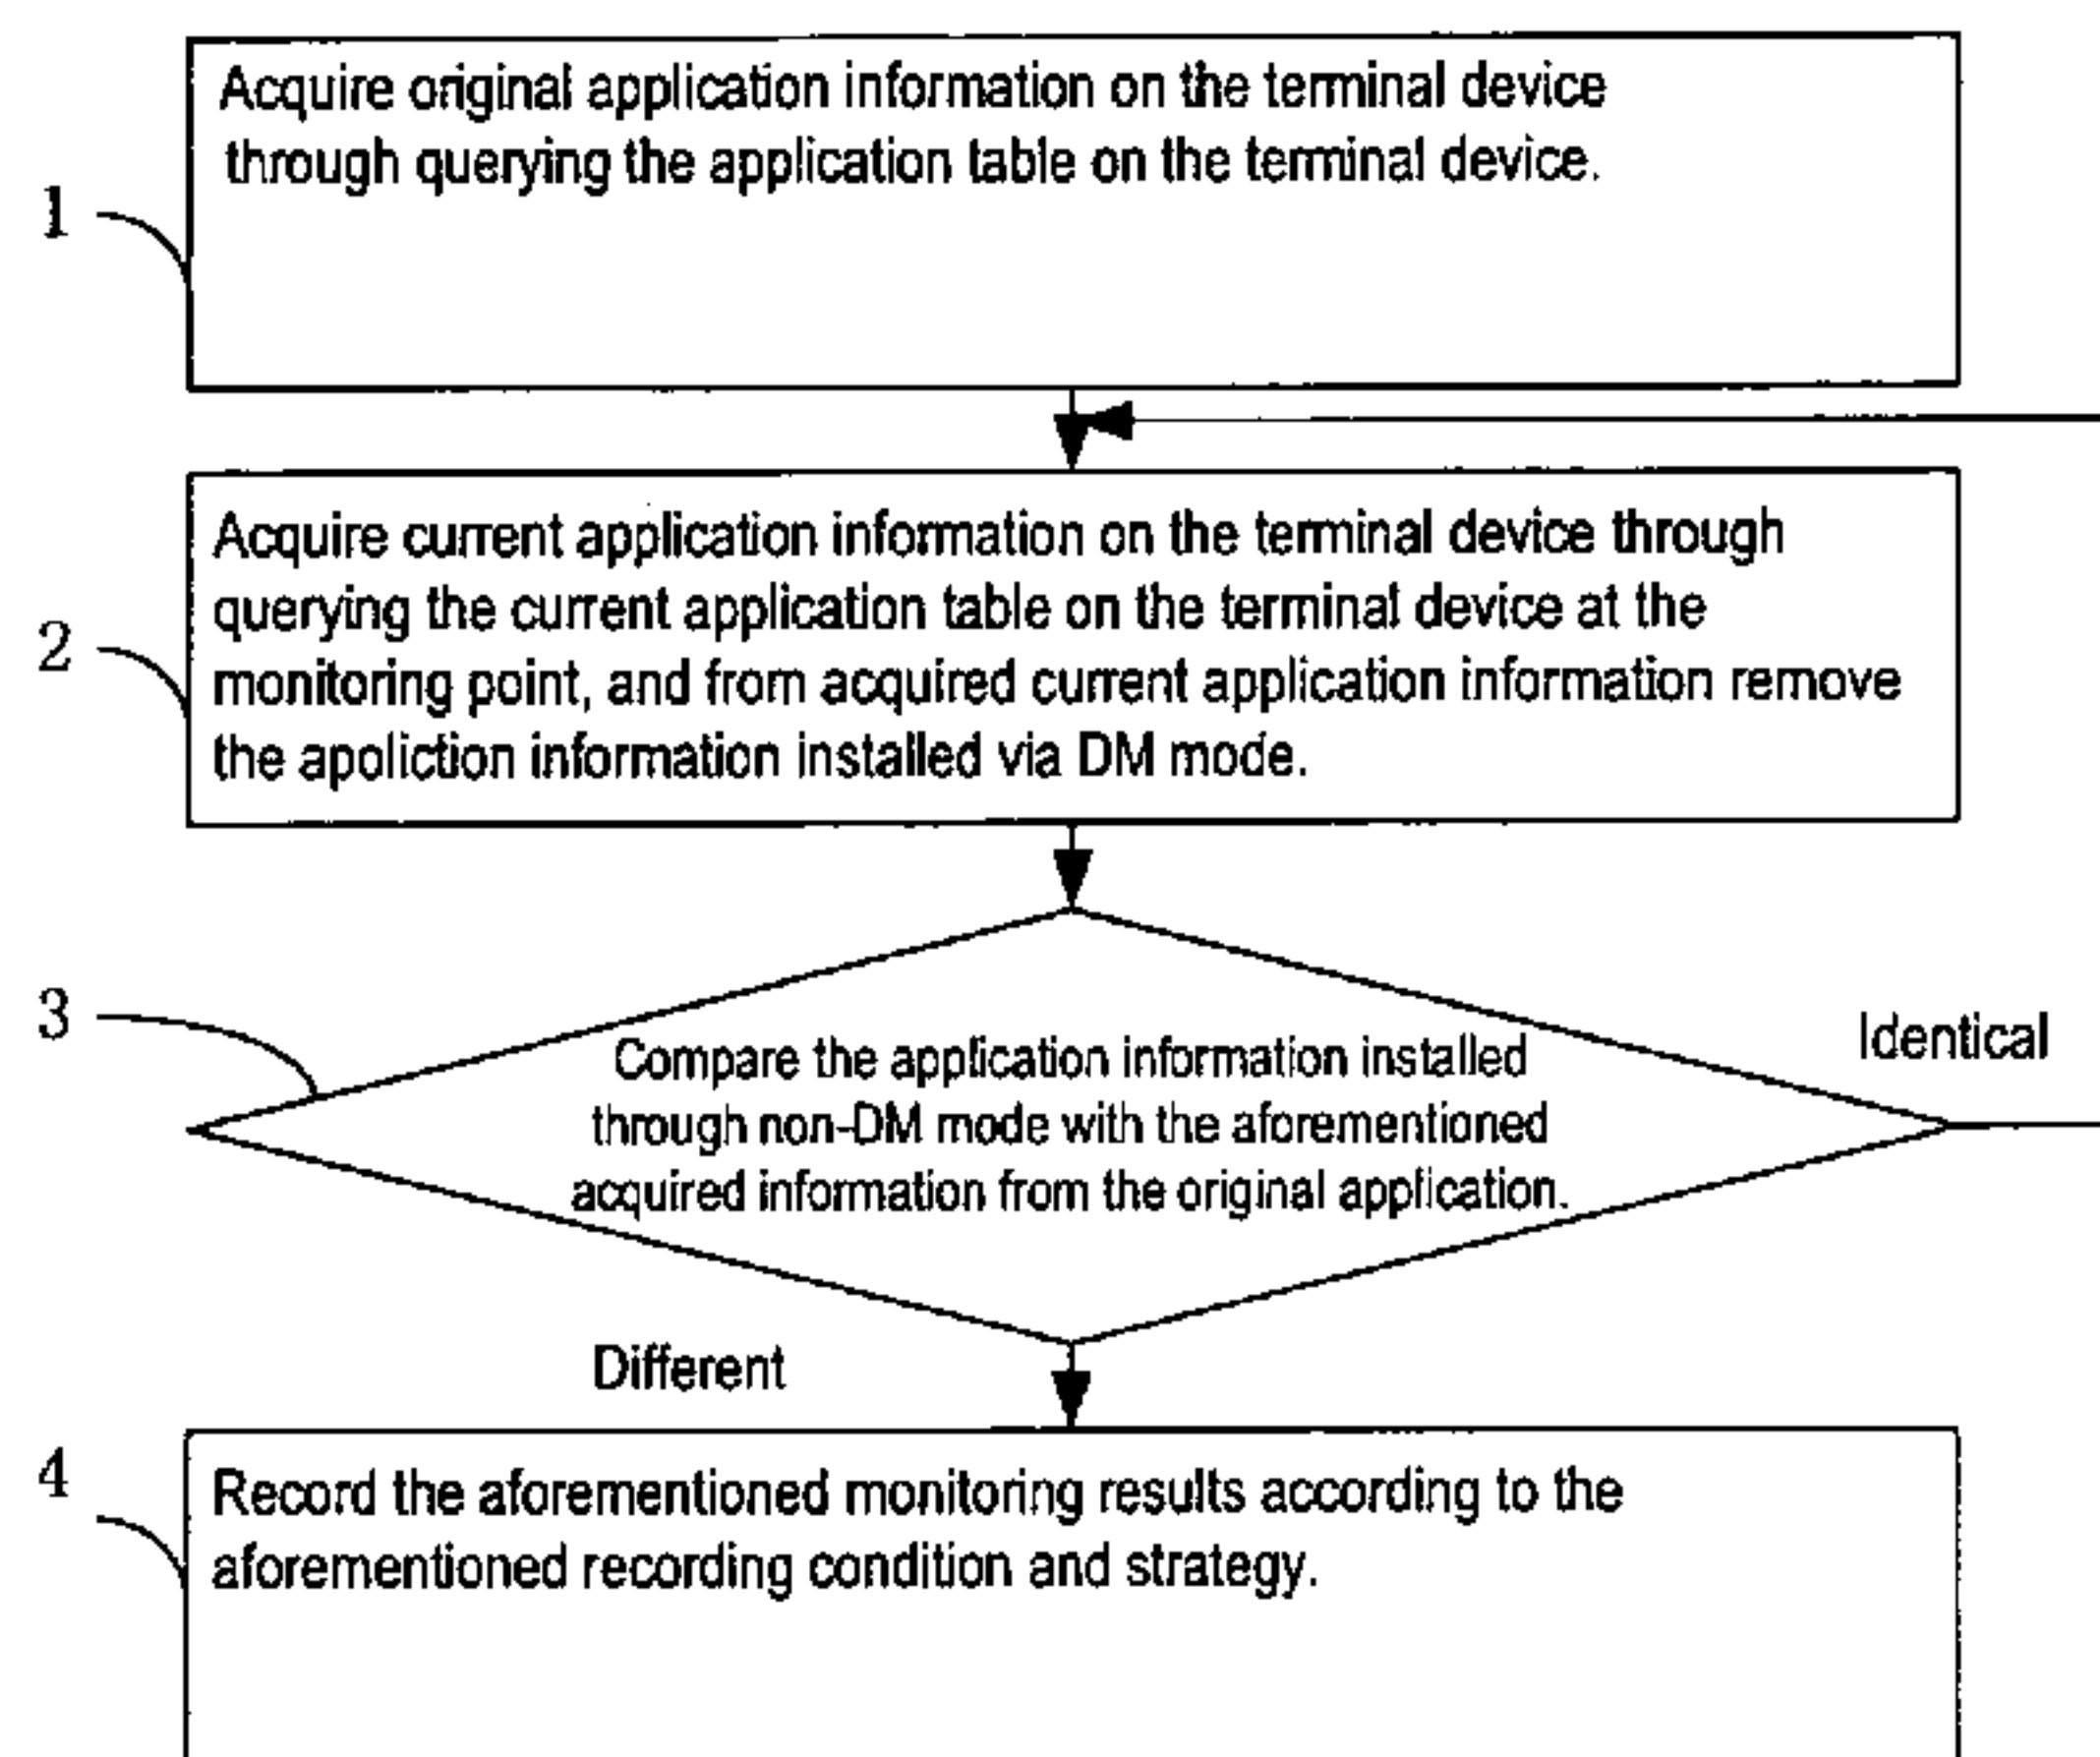 Acquire original application information on the terminal device
through querying the application table on the terminal device.
1
Acquire current application information on the terminal device through
querying the current application table on the terminal device at the
monitoring point, and from acquired current application information remove
the apoliction information installed via DM mode.
2
3
Compare the application information installed
through non-DM mode with the aforementioned
acquired information from the original application.
Identical
Different
4
Record the aforementioned monitoring results according to the
aforementioned recording condition and strategy.